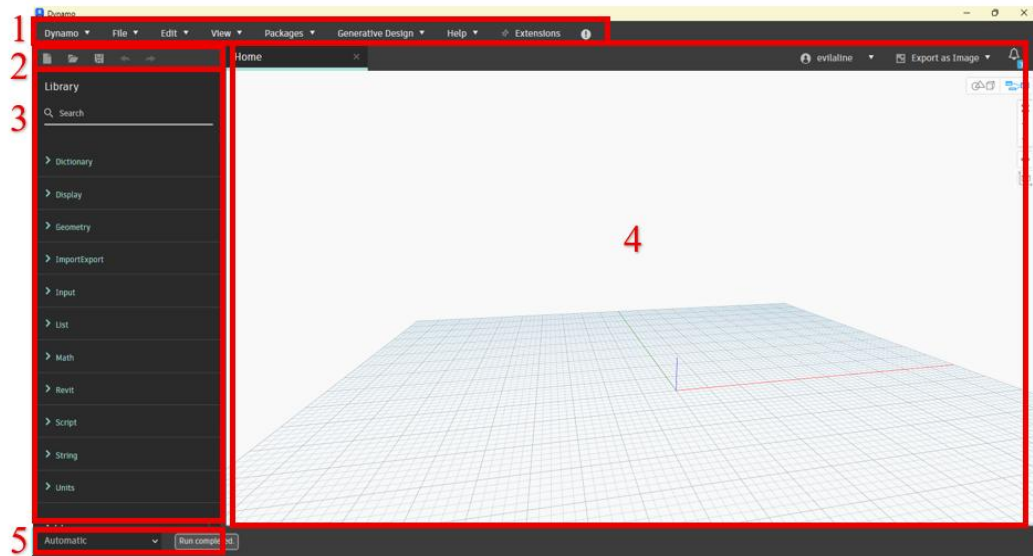 Dynamo
1
Dynamo File Edit View Packages Generative Design Help Extensions
2
Home evilaline Export as Image
Library
3
Search
Dictionary
Display
Geometry
4
ImportExport
Input
List
Math
Revit
Script
String
Units
5
Automatic Run completed.